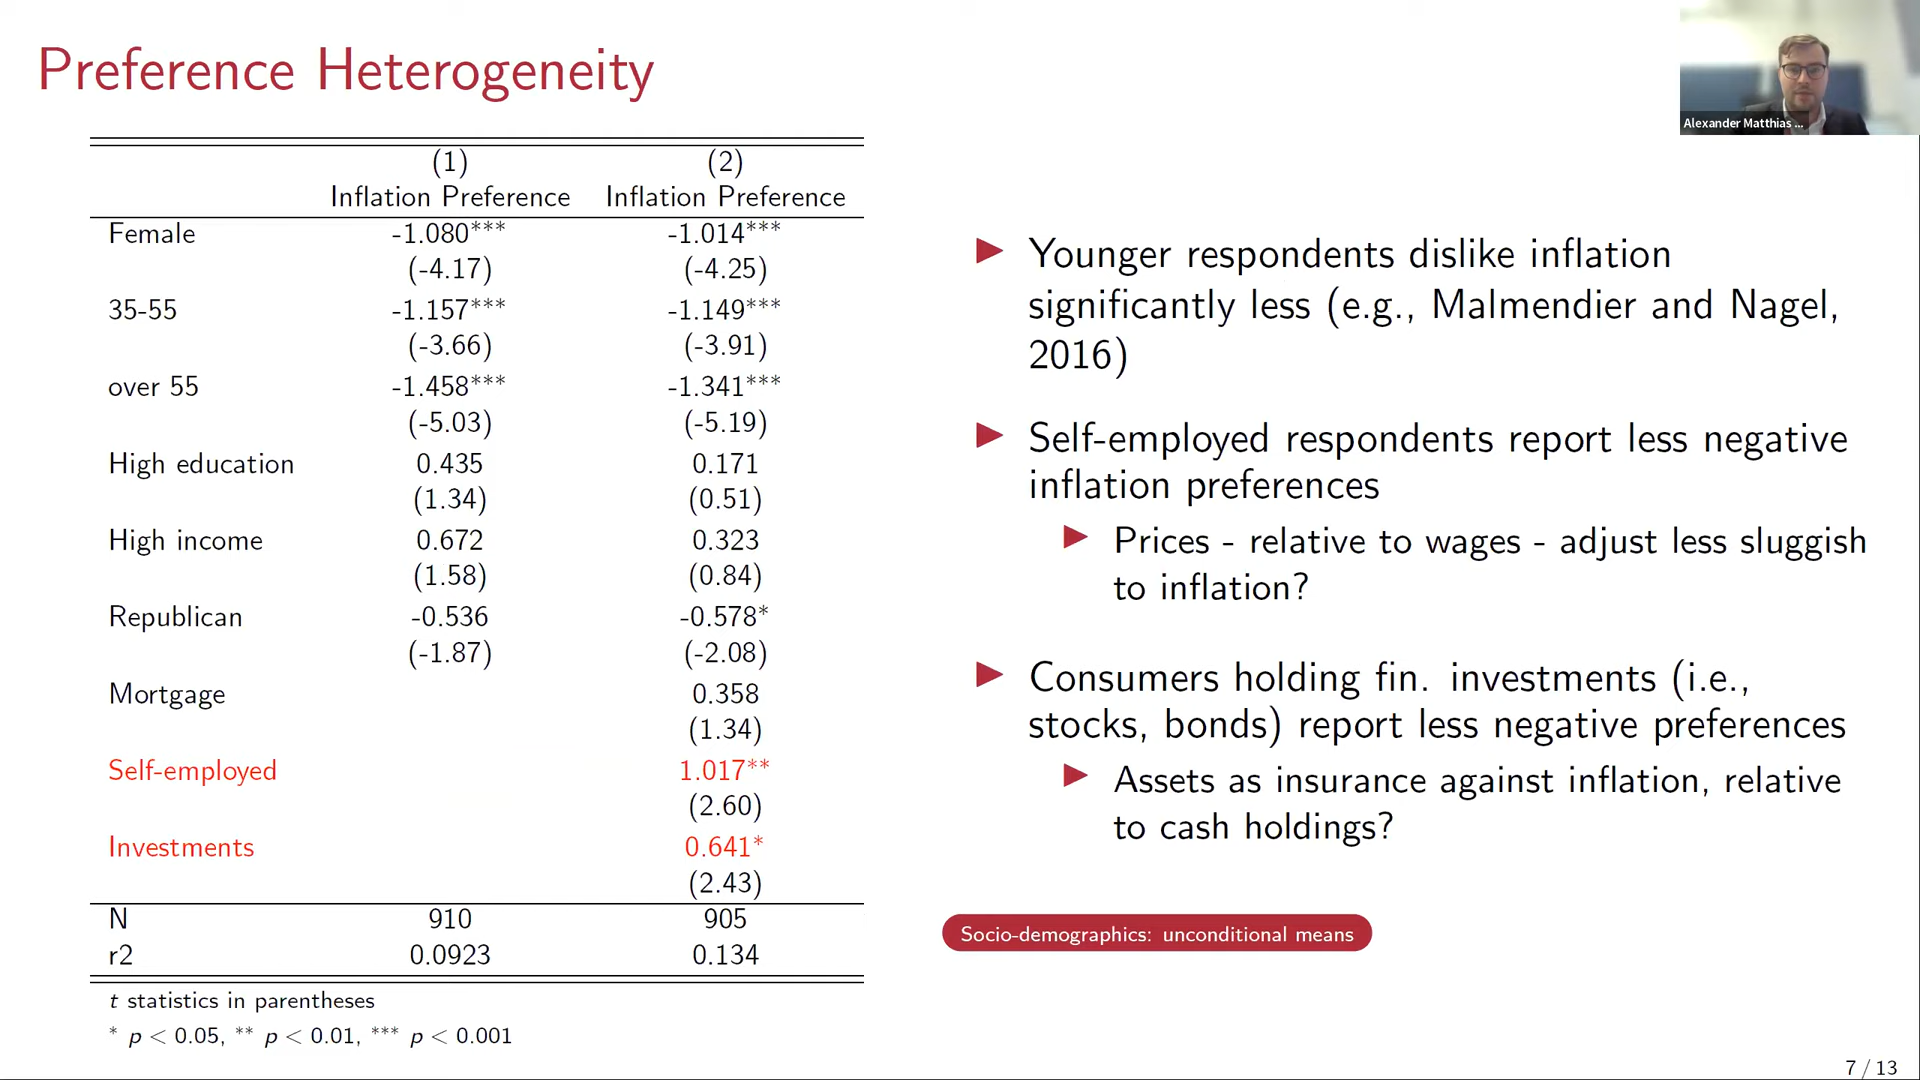 Preference Heterogeneity
Alexander Matthias ...
(1) (2)
Inflation Preference Inflation Preference
Female -1.080*** -1.014***
(-4.17) (-4.25)
35-55 -1.157*** -1.149***
(-3.66) (-3.91)
over 55 -1.458*** -1.341***
(-5.03) (-5.19)
High education 0.435 0.171
(1.34) (0.51)
High income 0.672 0.323
(1.58) (0.84)
Republican -0.536 -0.578*
(-1.87) (-2.08)
Mortgage 0.358
(1.34)
Self-employed 1.017**
(2.60)
Investments 0.641*
(2.43)
N 910 905
r2 0.0923 0.134
t statistics in parentheses
* p < 0.05, ** p < 0.01, *** p < 0.001
Younger respondents dislike inflation
significantly less (e.g., Malmendier and Nagel,
2016)
Self-employed respondents report less negative
inflation preferences
Prices - relative to wages - adjust less sluggish
to inflation?
Consumers holding fin. investments (i.e.,
stocks, bonds) report less negative preferences
Assets as insurance against inflation, relative
to cash holdings?
Socio-demographics: unconditional means
7 / 13